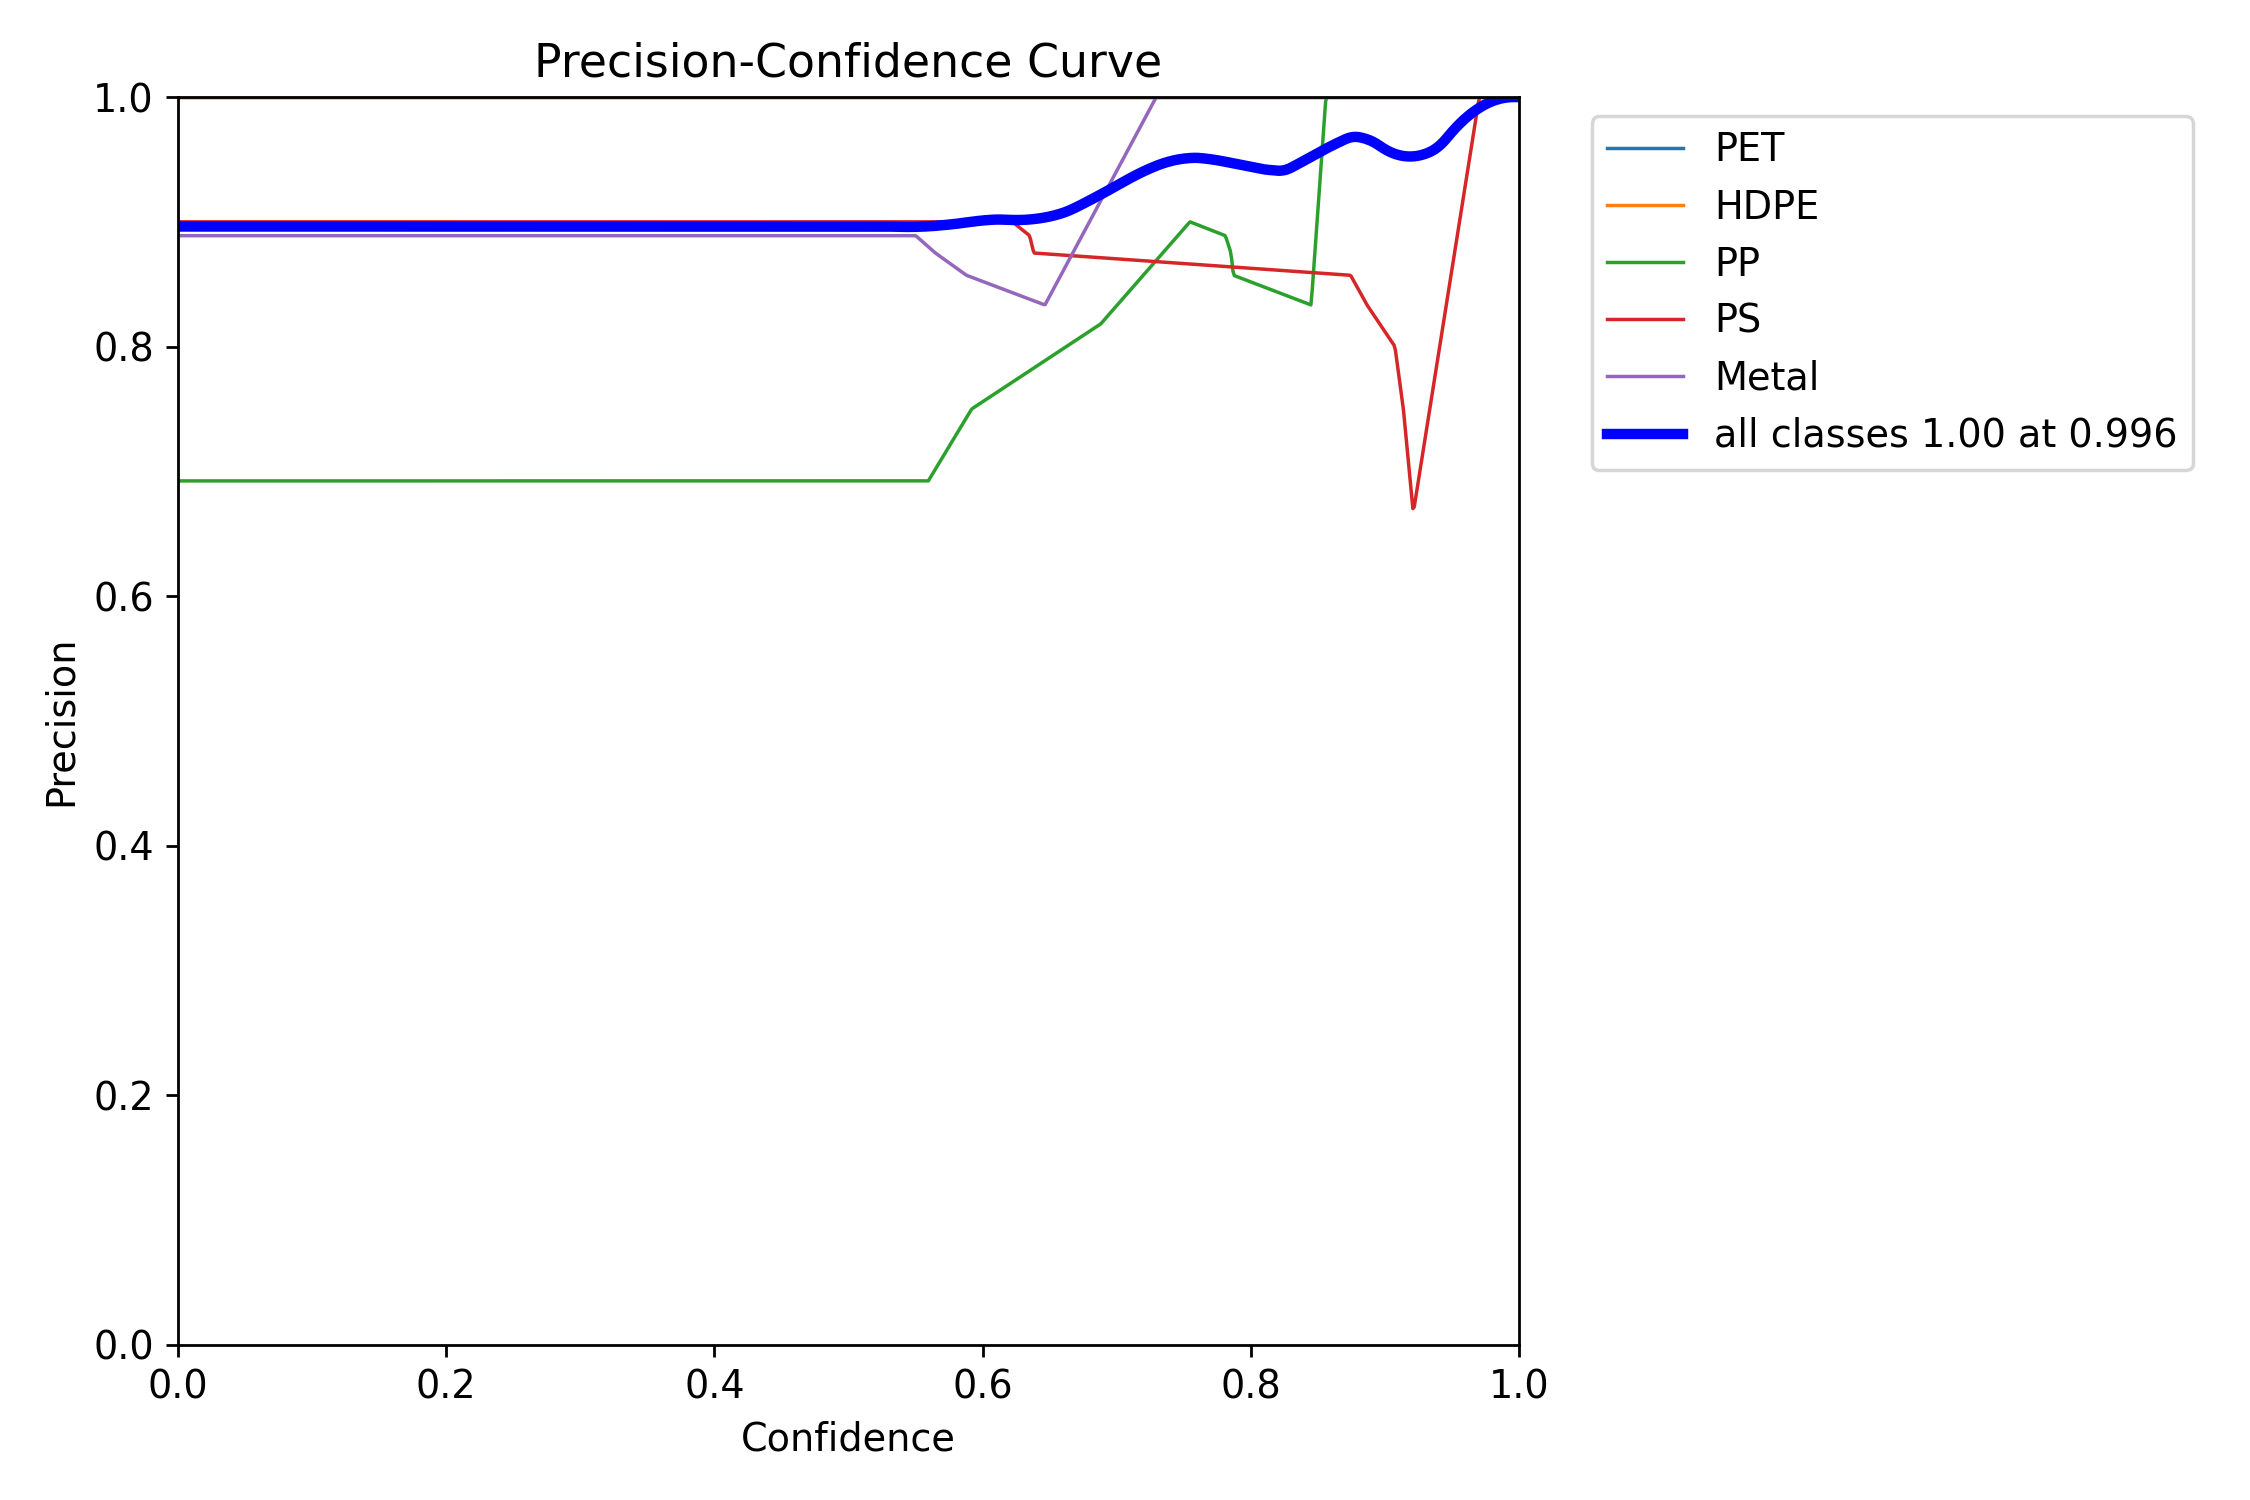 Precision-Confidence Curve
1.0
0.8
0.6
0.4
0.2
0.0
Precision
0.0 0.2 0.4 0.6 0.8 1.0
Confidence
PET
HDPE
PP
PS
Metal
all classes 1.00 at 0.996